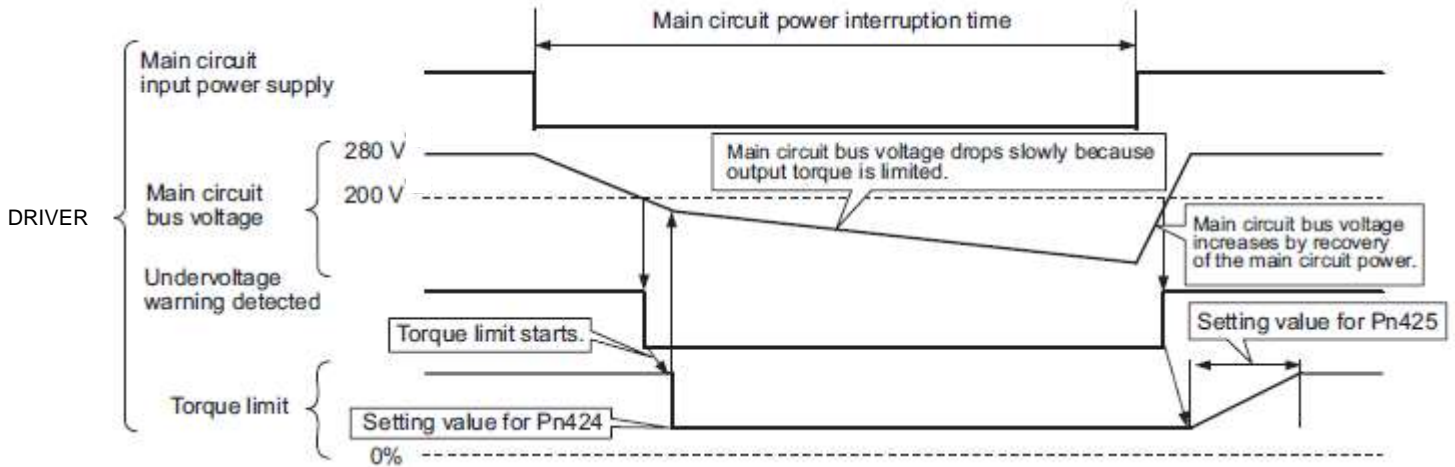 Main circuit power interruption time
Main circuit
input power supply
280 V
Main circuit bus voltage drops slowly because
output torque is limited.
200 V
Main circuit
bus voltage
DRIVER
Main circuit bus voltage
increases by recovery
of the main circuit power.
Undervoltage
warning detected
Torque limit starts.
Setting value for Pn425
Torque limit
Setting value for Pn424
0%